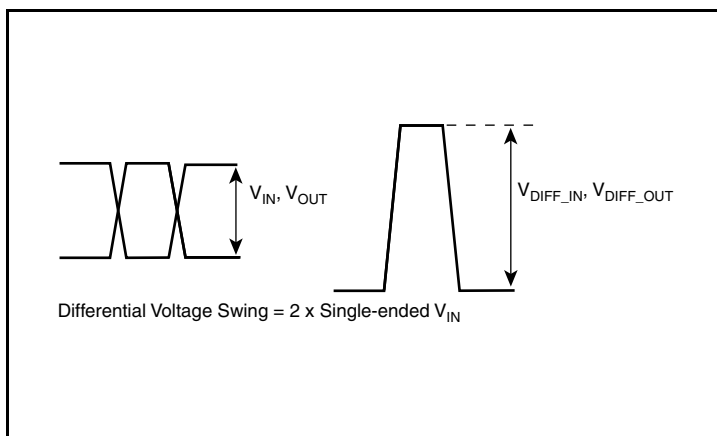 V_IN, V_OUT
V_DIFF_IN, V_DIFF_OUT
Differential Voltage Swing = 2 x Single-ended V_IN